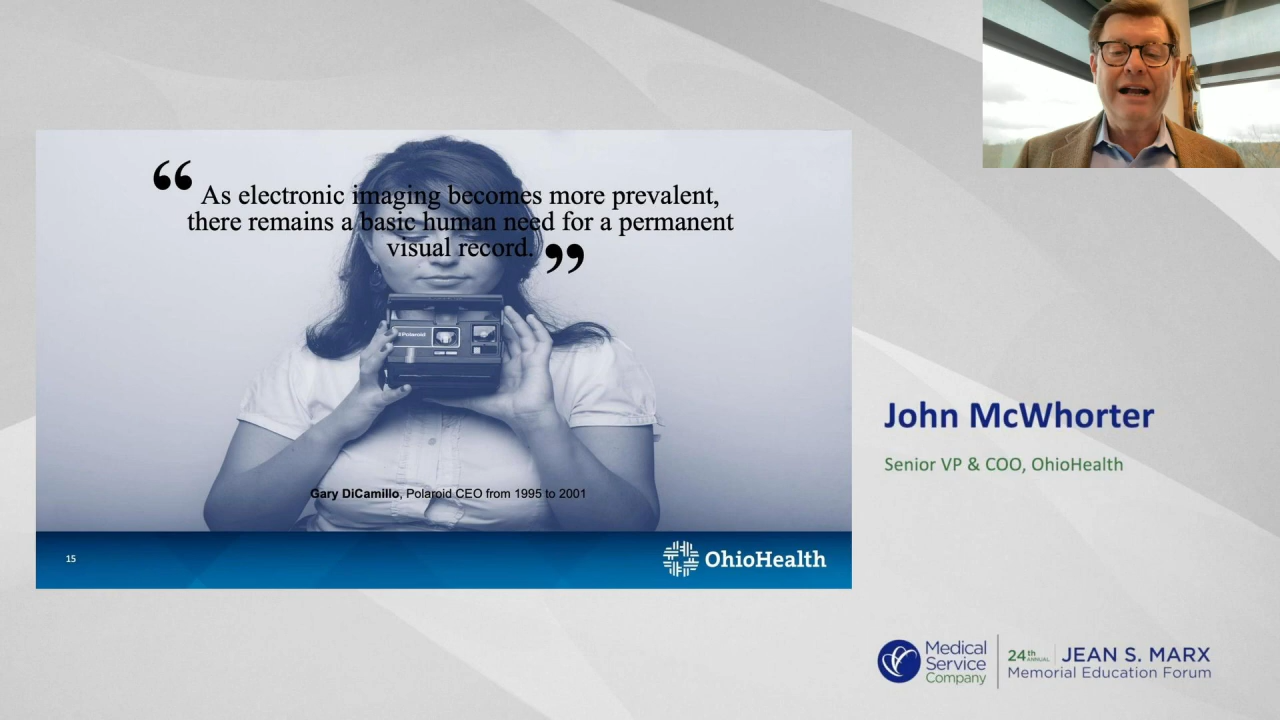 “ As electronic imaging becomes more prevalent,
there remains a basic human need for a permanent
visual record. ”
Polaroid
Gary DiCamillo, Polaroid CEO from 1995 to 2001
15
OhioHealth
John McWhorter
Senior VP & COO, OhioHealth
Medical
Service
Company
24th ANNUAL JEAN S. MARX
Memorial Education Forum